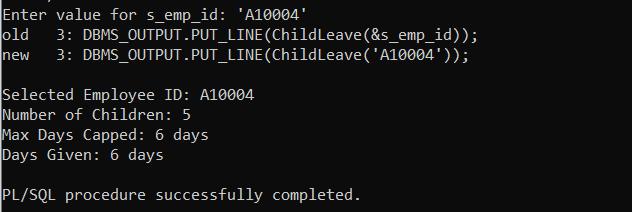 Enter value for s_emp_id: 'A10004'
old   3: DBMS_OUTPUT.PUT_LINE(ChildLeave(&s_emp_id));
new   3: DBMS_OUTPUT.PUT_LINE(ChildLeave('A10004'));
Selected Employee ID: A10004
Number of Children: 5
Max Days Capped: 6 days
Days Given: 6 days
PL/SQL procedure successfully completed.